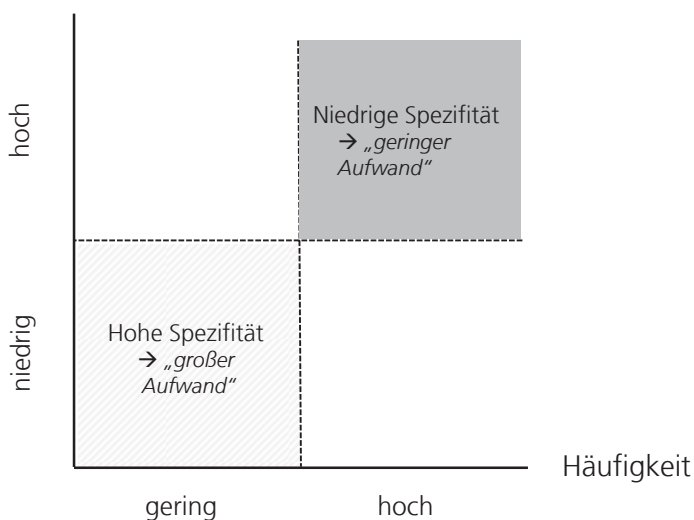 hoch
Niedrige Spezifität
→ „geringer
Aufwand“
niedrig
Hohe Spezifität
→ „großer
Aufwand“
Häufigkeit
gering
hoch